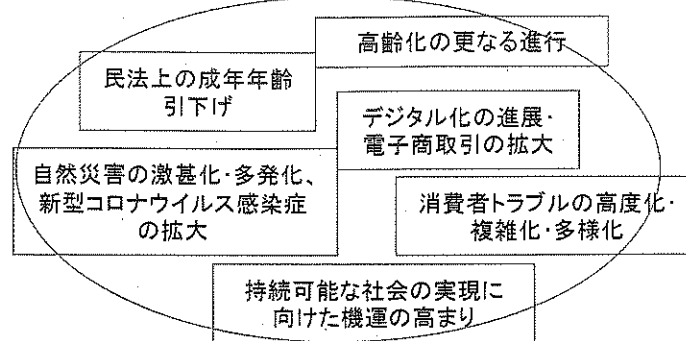 高齢化の更なる進行
民法上の成年年齢
引下げ
デジタル化の進展・
電子商取引の拡大
自然災害の激甚化・多発化、
新型コロナウイルス感染症
の拡大
消費者トラブルの高度化・
複雑化・多様化
持続可能な社会の実現に
向けた機運の高まり